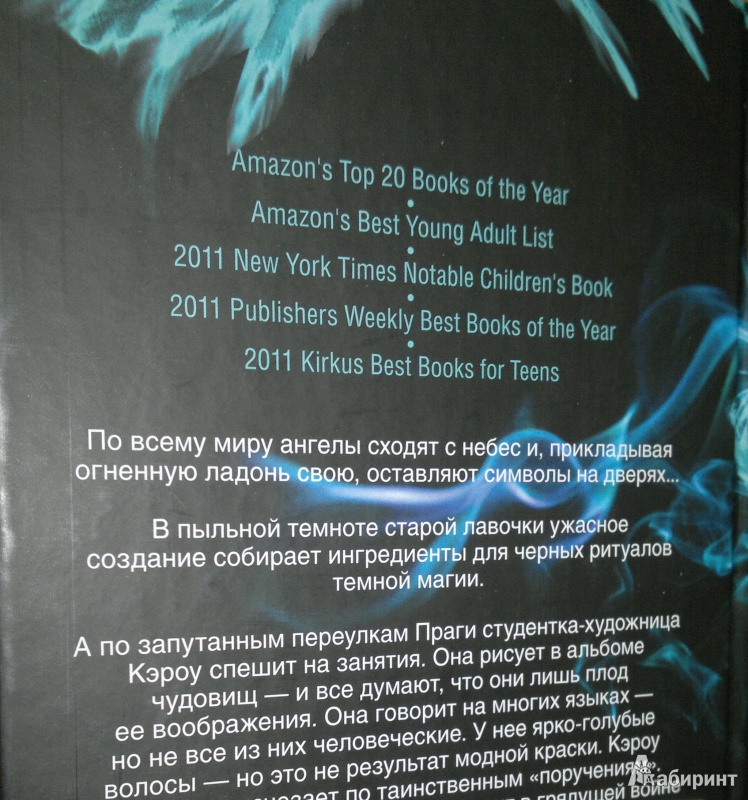 Amazon's Top 20 Books of the Year
•
Amazon's Best Young Adult List
•
2011 New York Times Notable Children's Book
•
2011 Publishers Weekly Best Books of the Year
•
2011 Kirkus Best Books for Teens
По всему миру ангелы сходят с небес и, прикладывая
огненную ладонь свою, оставляют символы на дверях...
В пыльной темноте старой лавочки ужасное
создание собирает ингредиенты для черных ритуалов
темной магии.
А по запутанным переулкам Праги студентка-художница
Кэроу спешит на занятия. Она рисует в альбоме
чудовищ — и все думают, что они лишь плод
ее воображения. Она говорит на многих языках —
но не все из них человеческие. У нее ярко-голубые
волосы — но это не результат модной краски. Кэроу
по таинственным «поручениям».
в грядущей войне
Лабиринт